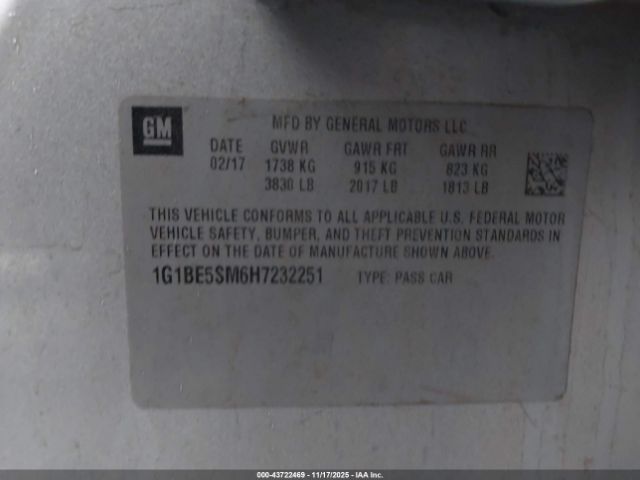 GM
MFD BY GENERAL MOTORS LLC
DATE GVWR GAWR FRT GAWR RR
02/17 1738 KG 915 KG 823 KG
3830 LB 2017 LB 1813 LB
THIS VEHICLE CONFORMS TO ALL APPLICABLE U.S. FEDERAL MOTOR
VEHICLE SAFETY, BUMPER, AND THEFT PREVENTION STANDARDS IN
EFFECT ON THE DATE OF MANUFACTURE SHOWN ABOVE.
1G1BE5SM6H7232251 TYPE: PASS CAR
000-43722469 - 11/17/2025 - IAA Inc.